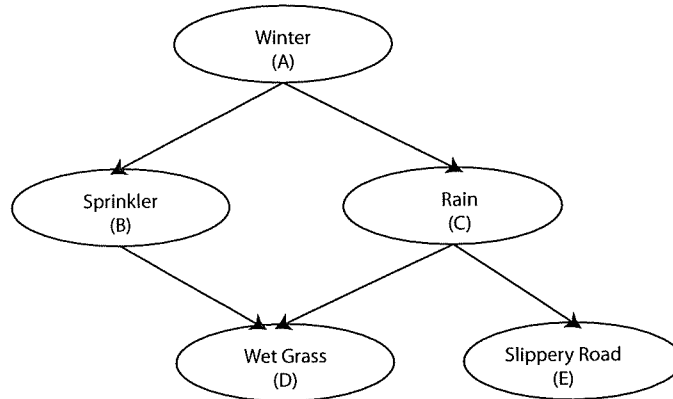 Winter
(A)
Sprinkler
(B)
Rain
(C)
Wet Grass
(D)
Slippery Road
(E)